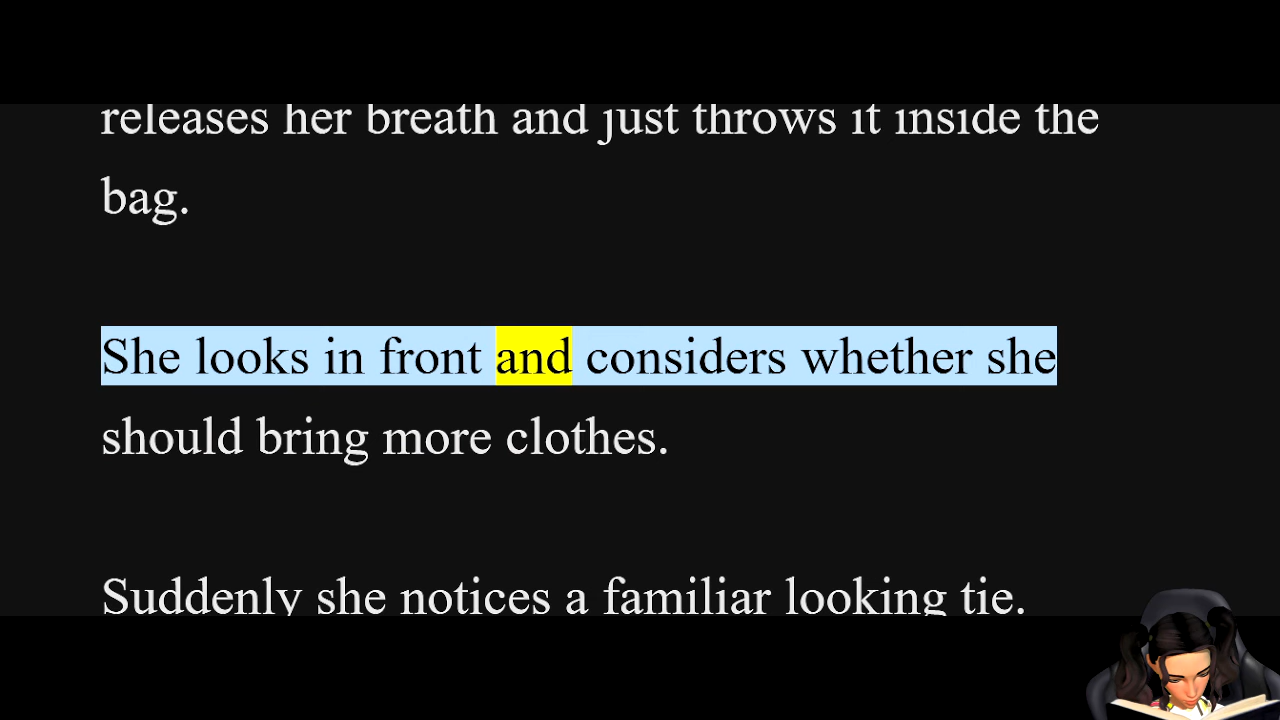 releases her breath and just throws it inside the
bag.
She looks in front and considers whether she
should bring more clothes.
Suddenly she notices a familiar looking tie.